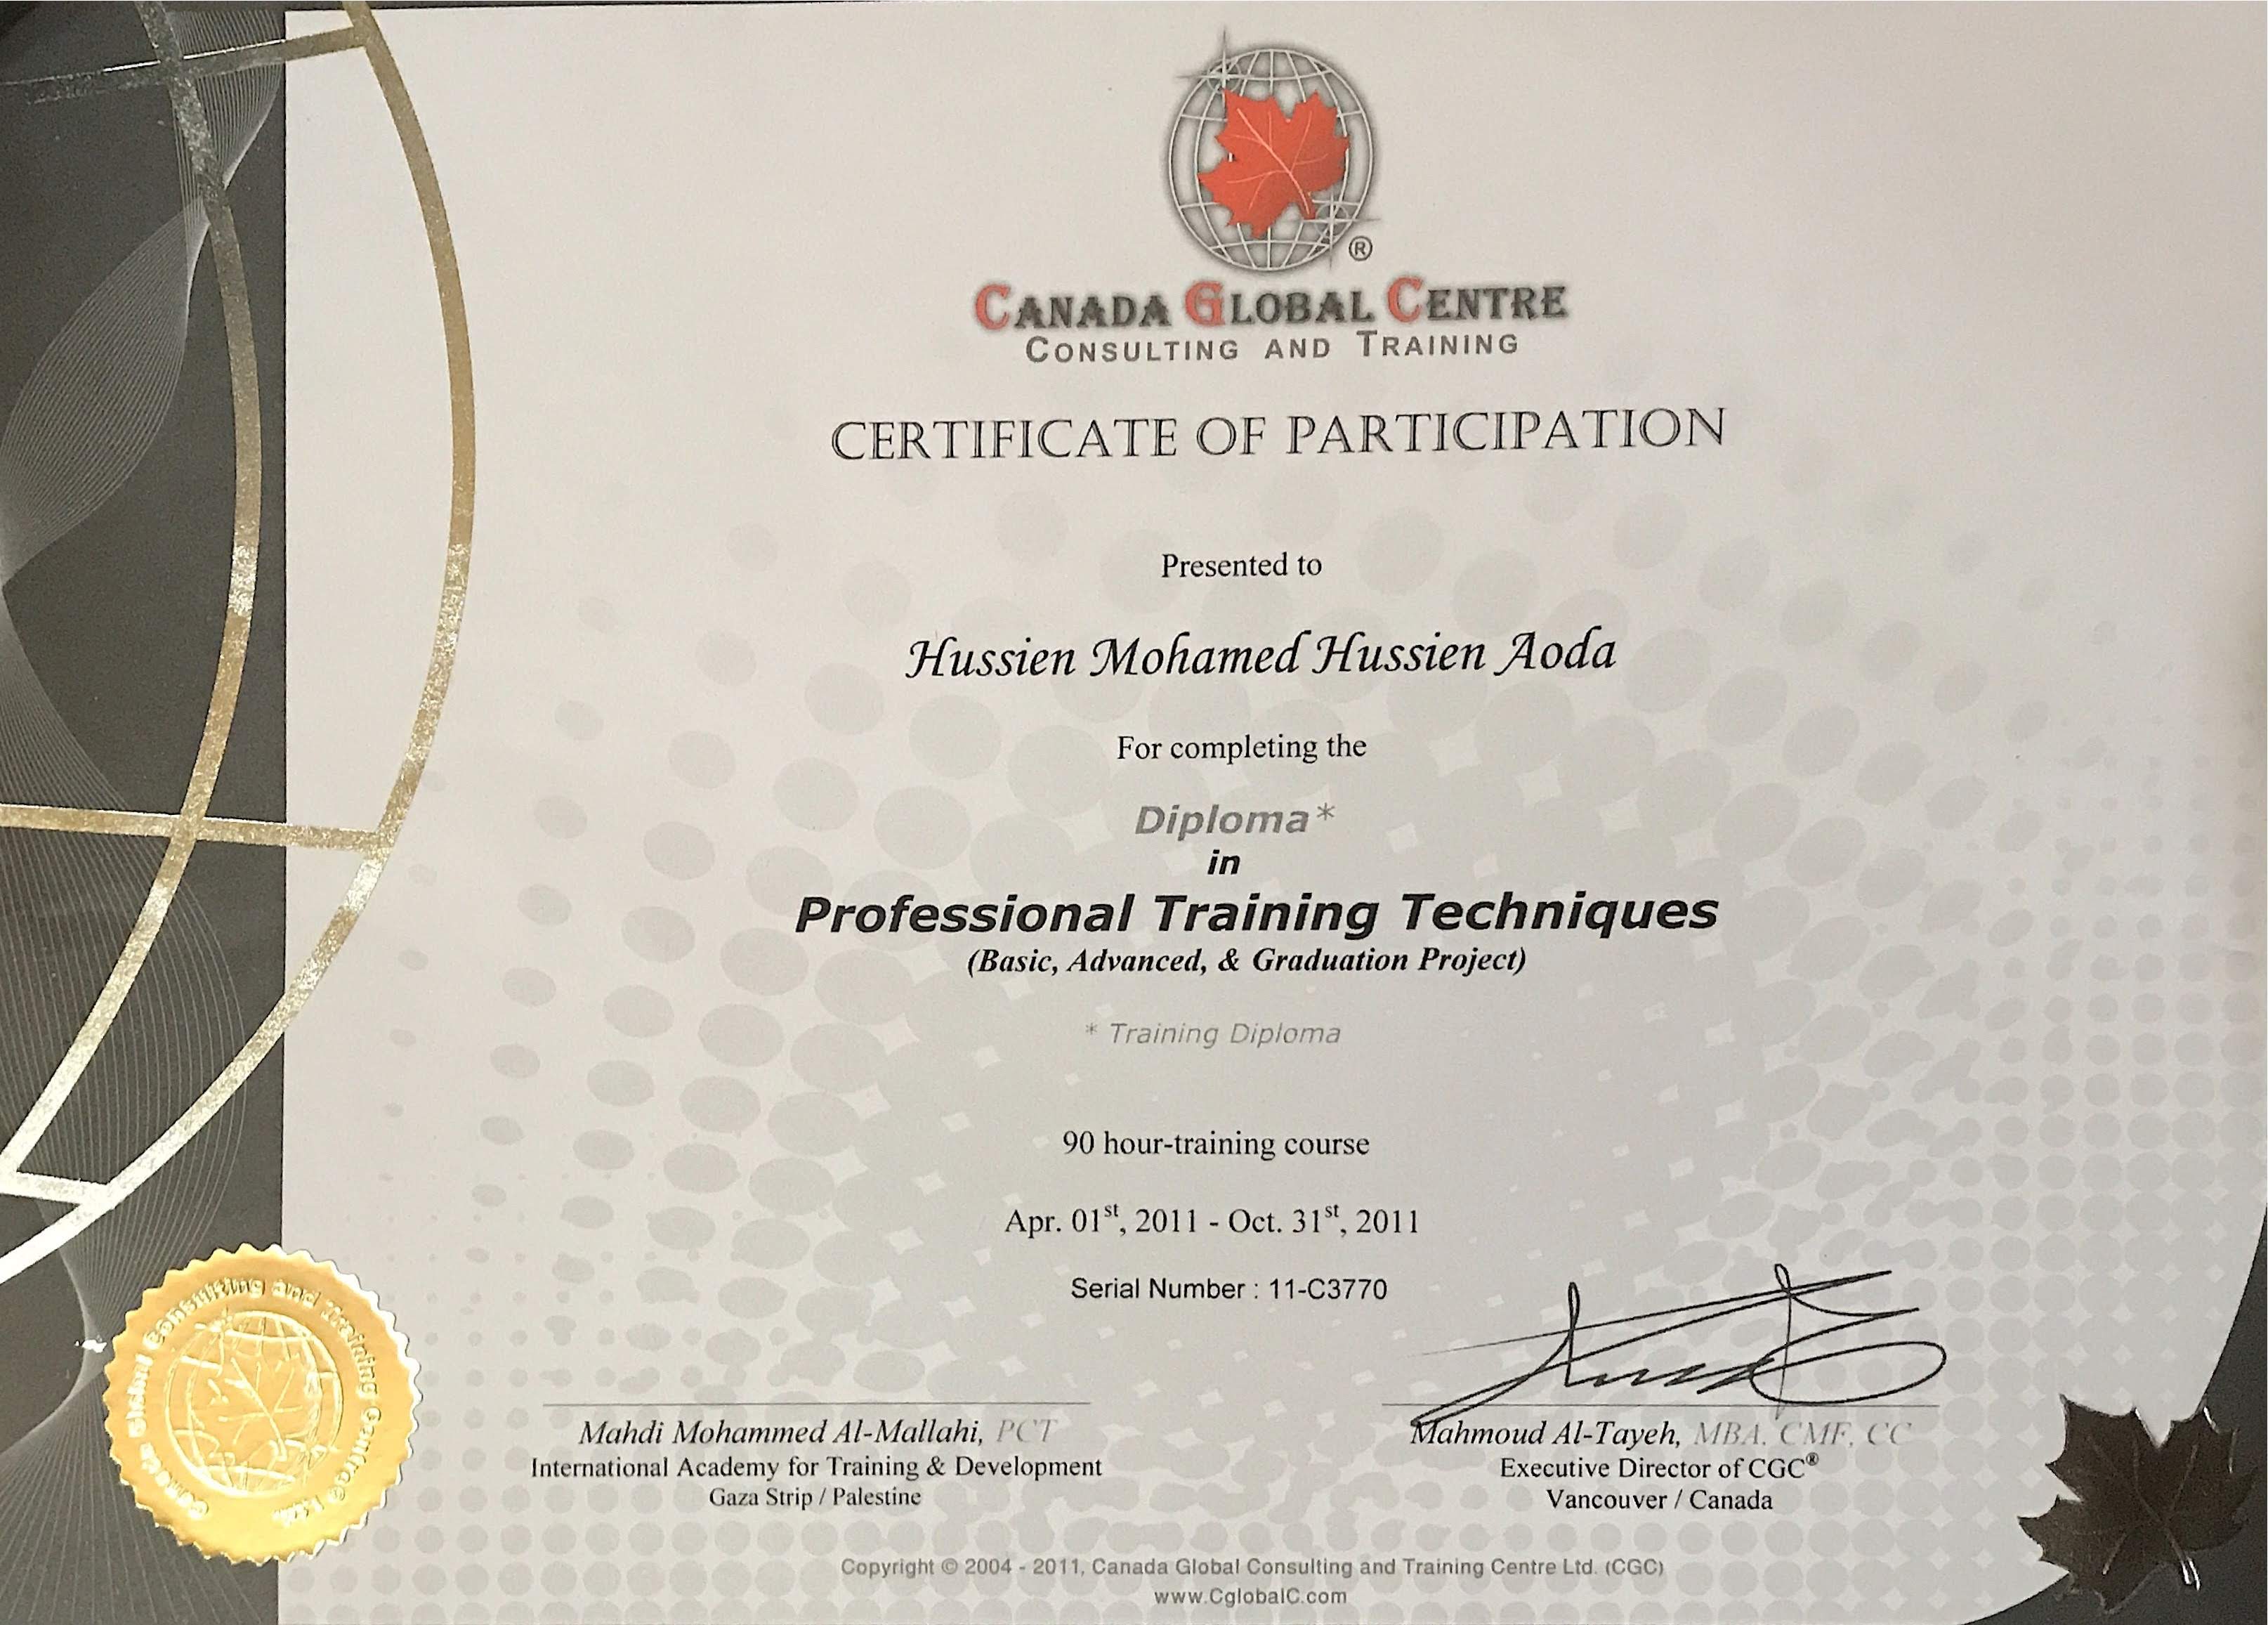 ®
CANADA GLOBAL CENTRE
CONSULTING AND TRAINING
CERTIFICATE OF PARTICIPATION
Presented to
Hussien Mohamed Hussien Aoda
For completing the
Diploma*
in
Professional Training Techniques
(Basic, Advanced, & Graduation Project)
* Training Diploma
90 hour-training course
Apr. 01st, 2011 - Oct. 31st, 2011
Serial Number : 11-C3770
Mahdi Mohammed Al-Mallahi, PCT
International Academy for Training & Development
Gaza Strip / Palestine
Mahmoud Al-Tayeh, MBA, CMF, CC
Executive Director of CGC®
Vancouver / Canada
Canada Global Consulting and Training Centre Ltd.
Copyright © 2004 - 2011, Canada Global Consulting and Training Centre Ltd. (CGC)
www.CglobalC.com